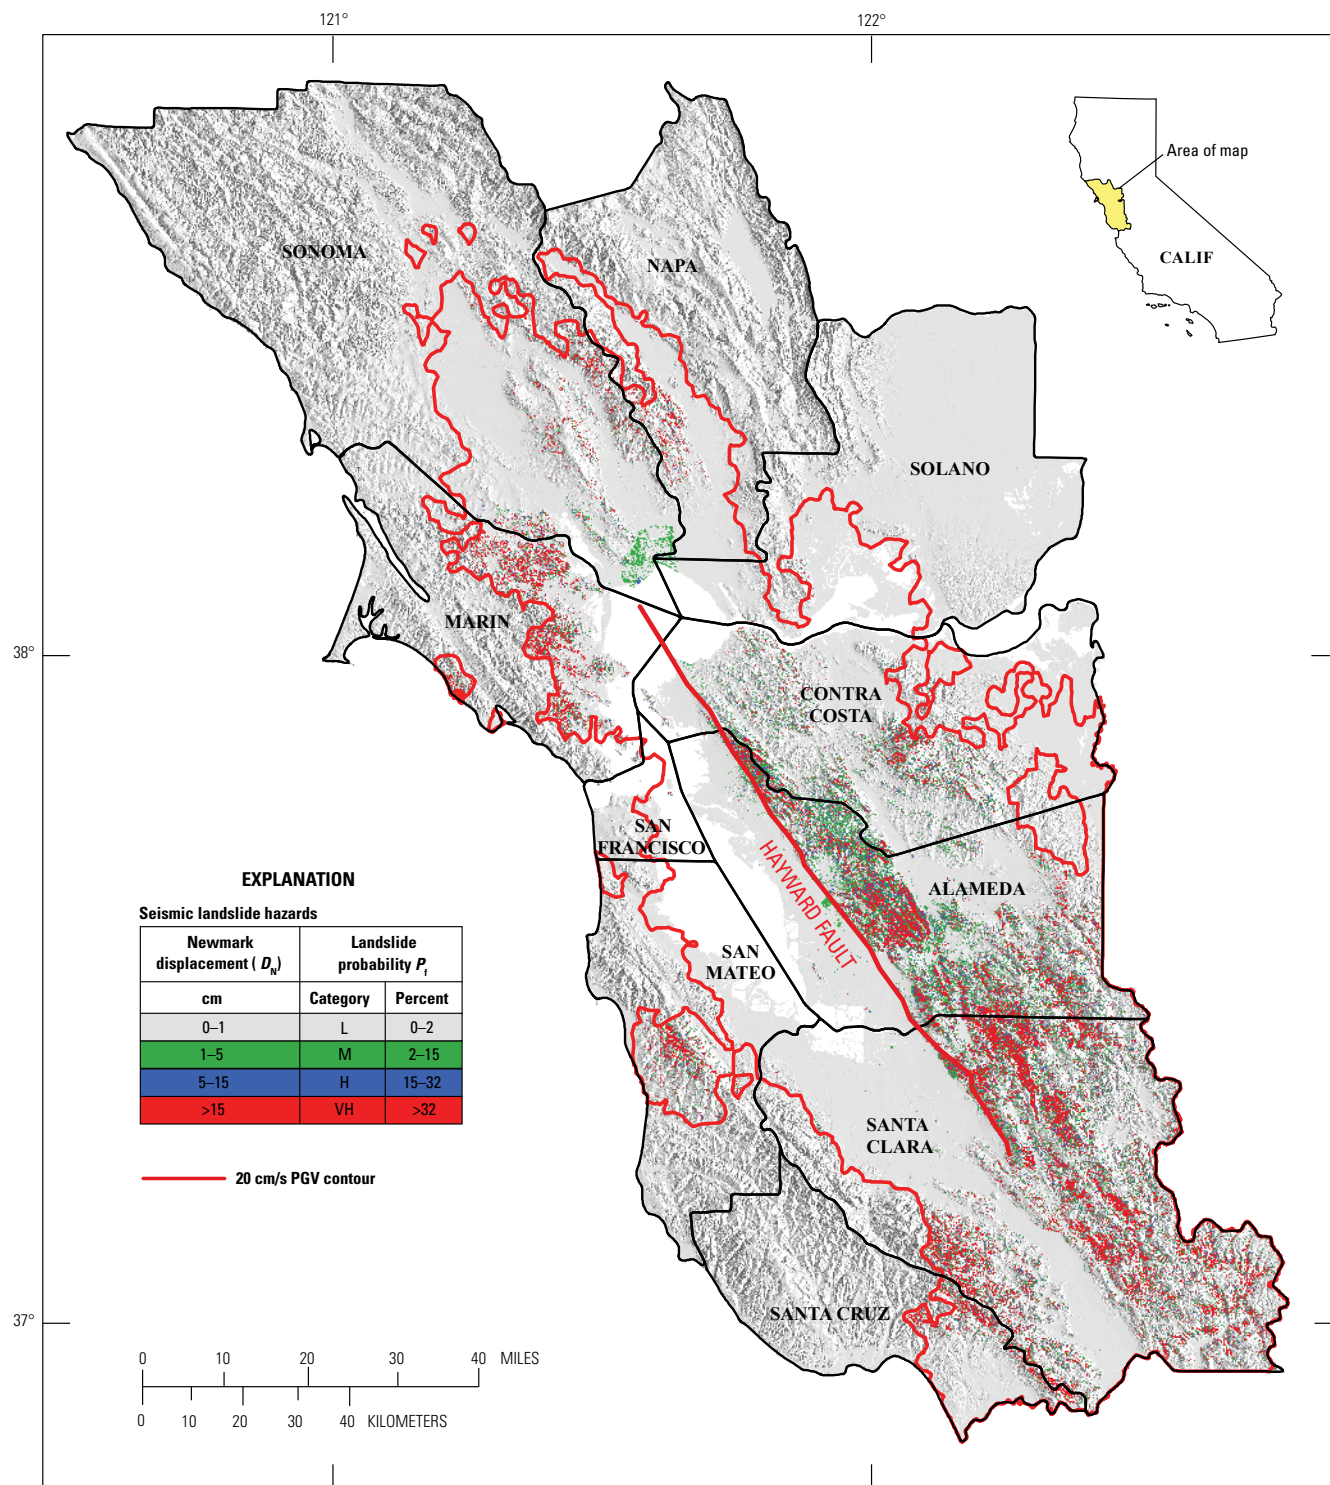 121°
122°
Area of map
CALIF
SONOMA
NAPA
SOLANO
MARIN
38°
CONTRA
COSTA
SAN
FRANCISCO
HAYWARD FAULT
ALAMEDA
SAN
MATEO
EXPLANATION
Seismic landslide hazards
Newmark displacement ( D_N) Landslide probability P_f
cm Category Percent
0–1 L 0–2
1–5 M 2–15
5–15 H 15–32
>15 VH >32
20 cm/s PGV contour
SANTA
CLARA
SANTA CRUZ
37°
0 10 20 30 40 MILES
0 10 20 30 40 KILOMETERS